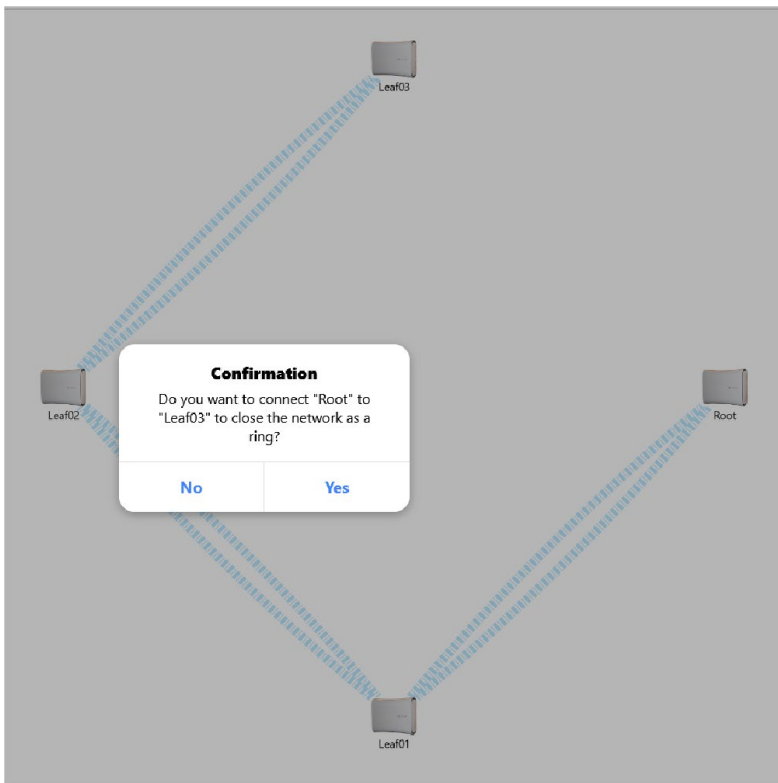 Leaf03
Confirmation
Do you want to connect "Root" to
"Leaf03" to close the network as a
ring?
No
Yes
Leaf02
Root
Leaf01